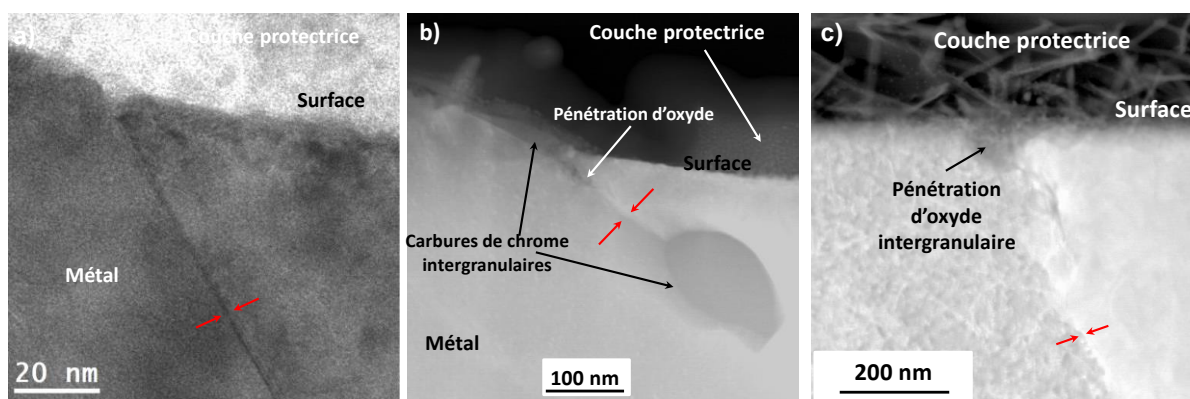 a)
Couche protectrice
Surface
Métal
20 nm
b)
Couche protectrice
Pénétration d'oxyde
Surface
Carbures de chrome
intergranulaires
Métal
100 nm
c)
Couche protectrice
Surface
Pénétration
d'oxyde
intergranulaire
200 nm